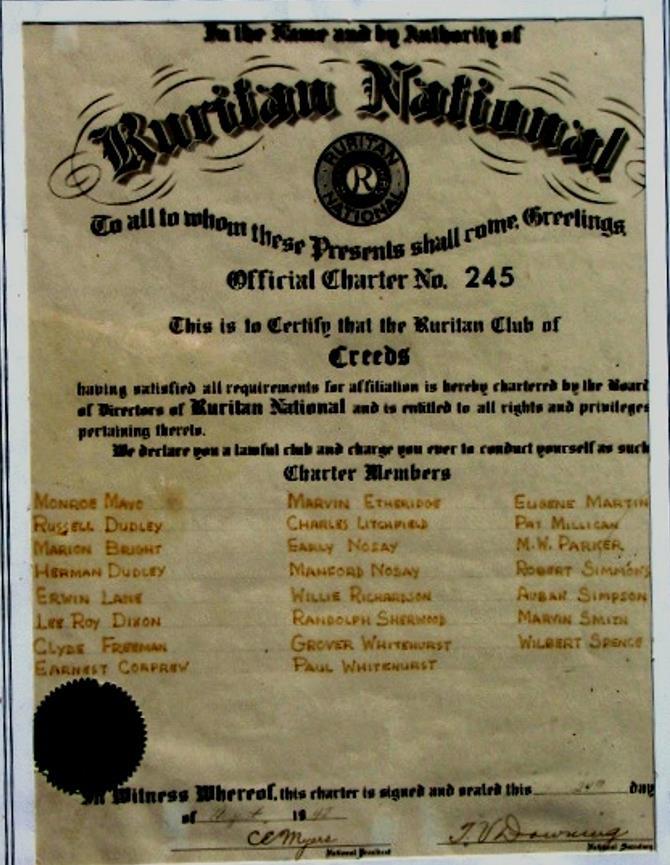 In the Name and by Authority of
Ruritan National
RURITAN
R
NATIONAL
To all to whom these Presents shall come, Greetings
Official Charter No. 245
This is to Certify that the Ruritan Club of
Creeds
having satisfied all requirements for affiliation is hereby chartered by the Board
of Directors of Ruritan National and is entitled to all rights and privileges
pertaining thereto.
We declare you a lawful club and charge you ever to conduct yourself as such
Charter Members
MONROE MAYO MARVIN ETHERIDGE EUGENE MARTIN
RUSSELL DUDLEY CHARLES LITCHFIELD PAT MILLIGAN
MARION BRIGHT EARLY NOSAY M.W. PARKER
HERMAN DUDLEY MANFORD NOSAY ROBERT SIMMONS
ERWIN LANE WILLIE RICHARDSON AUBAN SIMPSON
LEE ROY DIXON RANDOLPH SHERWOOD MARVIN SMITH
CLYDE FREEMAN GROVER WHITEHURST WILBERT SPENCE
EARNEST CORPREW PAUL WHITEHURST
In Witness Whereof, this charter is signed and sealed this day
of 19
C E Myers T. V. Downing
National President National Secretary